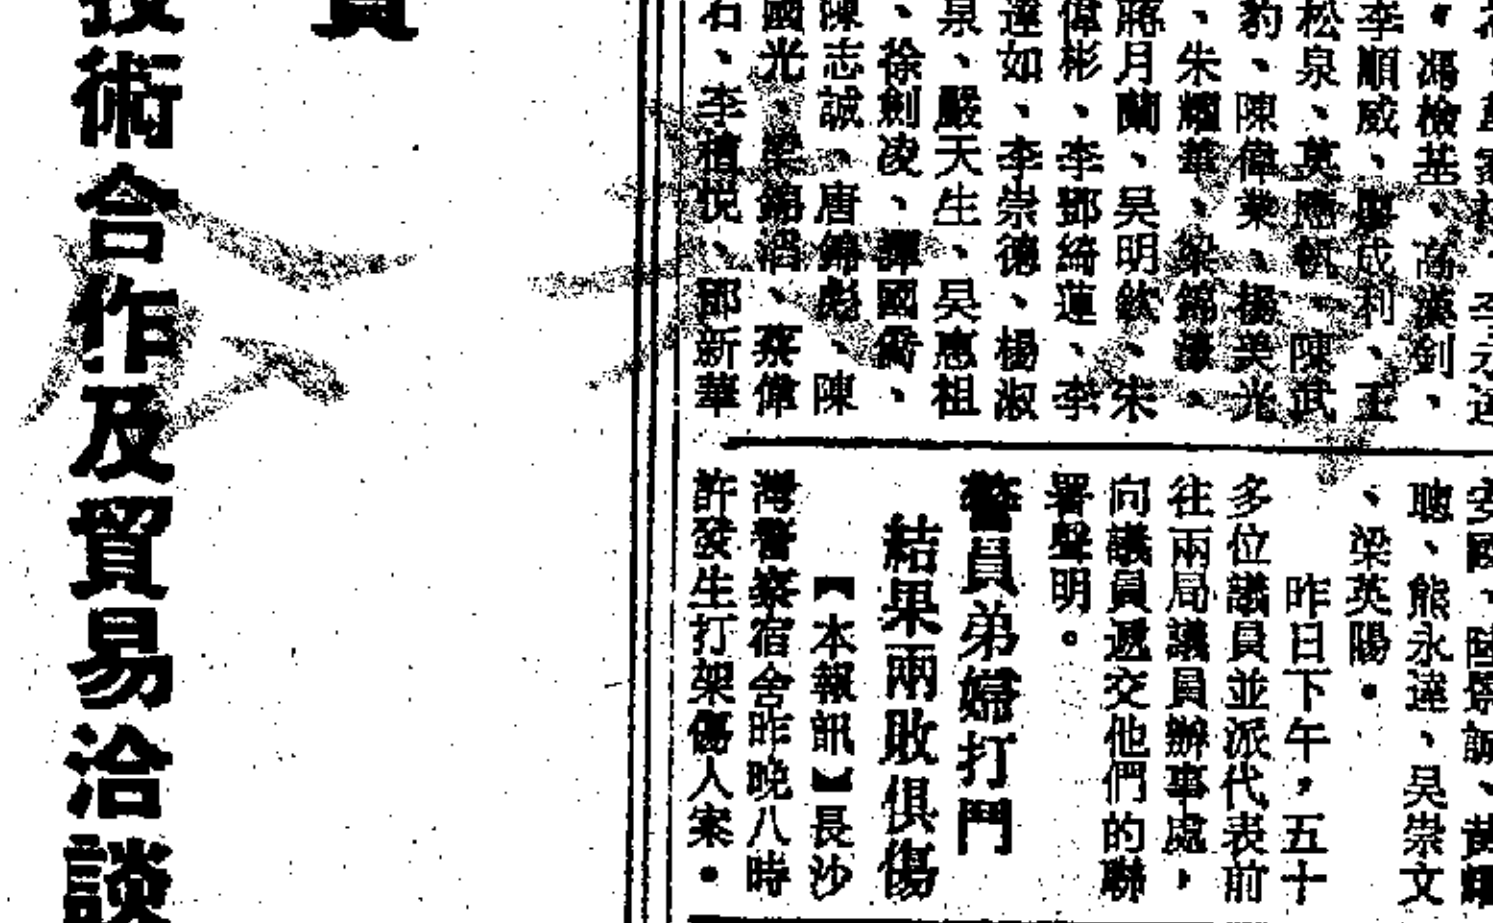 李順威、廖成利、王
馮檢基、高漢釗、
松泉、莫應帆、陳武
豹、陳偉業、楊美光
、朱耀華、梁錦濠、
蔣月蘭、吳明欽、朱
偉彬、李鄧綺蓮、李
達如、李崇德、楊淑
泉、嚴天生、吳惠祖
、徐劍凌、譚國僑、
陳志誠、唐錦彪、陳
國光、梁錦滔、蔡偉
石、李植悅、鄧新華
聰、熊永達、吳崇文
、梁英陽。
昨日下午,五十
多位議員並派代表前
往兩局議員辦事處,
向議員遞交他們的聯
署聲明。
警員弟婦打鬥
結果兩敗俱傷
【本報訊】長沙
灣警察宿舍昨晚八時
許發生打架傷人案。
技術合作及貿易洽談